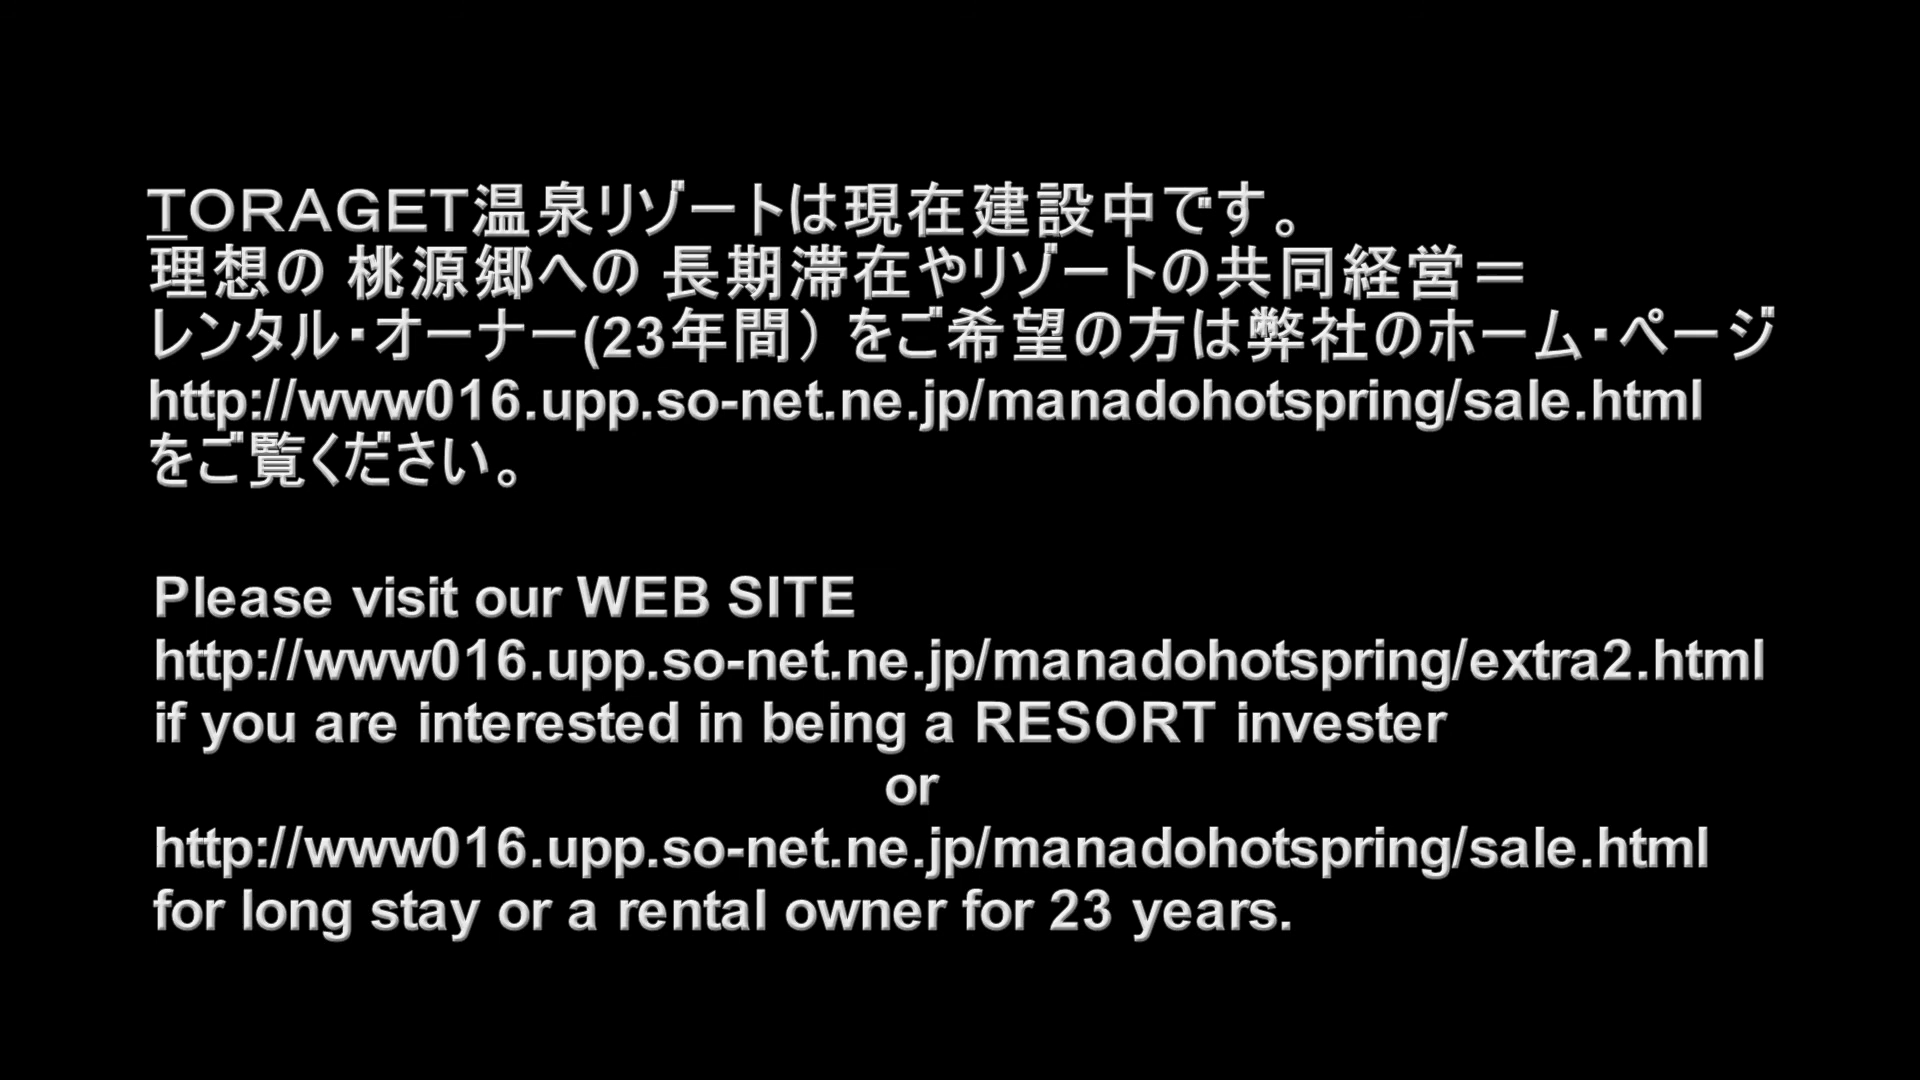 TORAGET温泉リゾートは現在建設中です。
理想の 桃源郷への 長期滞在やリゾートの共同経営＝
レンタル・オーナー(23年間） をご希望の方は弊社のホーム・ページ
http://www016.upp.so-net.ne.jp/manadohotspring/sale.html
をご覧ください。
Please visit our WEB SITE
http://www016.upp.so-net.ne.jp/manadohotspring/extra2.html
if you are interested in being a RESORT invester
or
http://www016.upp.so-net.ne.jp/manadohotspring/sale.html
for long stay or a rental owner for 23 years.